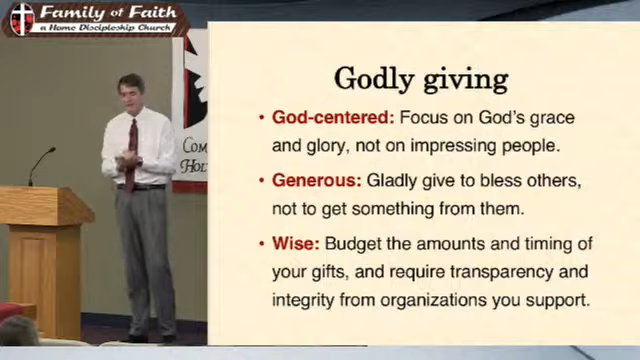 Family of Faith
a Home Discipleship Church
Godly giving
• God-centered: Focus on God's grace
and glory, not on impressing people.
• Generous: Gladly give to bless others,
not to get something from them.
• Wise: Budget the amounts and timing of
your gifts, and require transparency and
integrity from organizations you support.